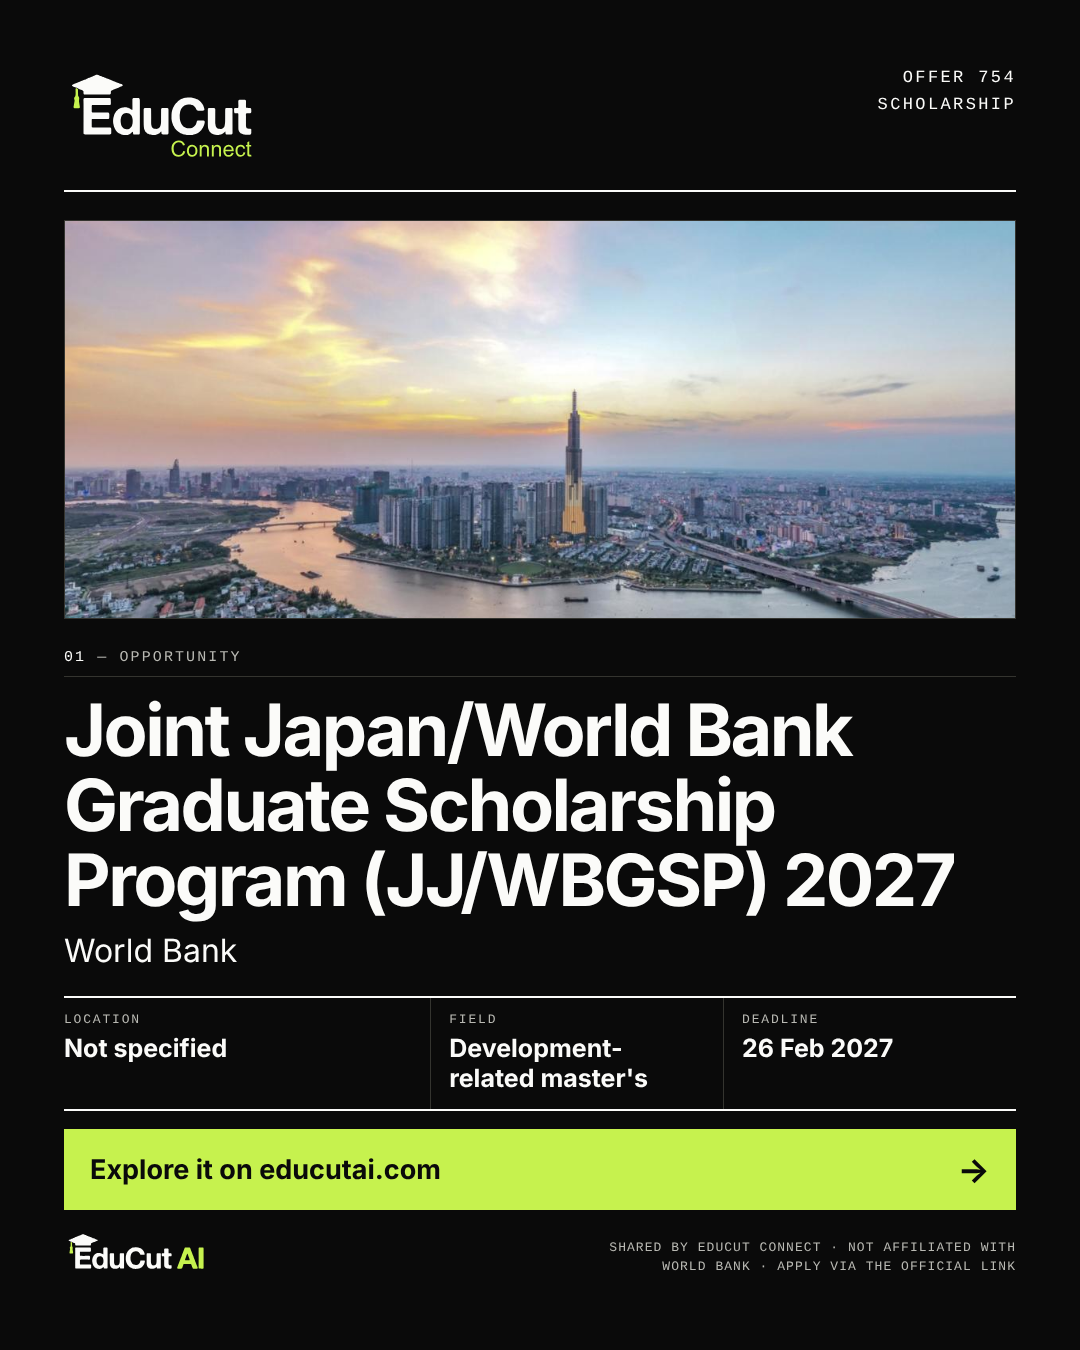 EduCut
Connect
OFFER 754
SCHOLARSHIP
01 — OPPORTUNITY
Joint Japan/World Bank
Graduate Scholarship
Program (JJ/WBGSP) 2027
World Bank
LOCATION
Not specified
FIELD
Development-
related master's
DEADLINE
26 Feb 2027
Explore it on educutai.com →
EduCut AI
SHARED BY EDUCUT CONNECT · NOT AFFILIATED WITH
WORLD BANK · APPLY VIA THE OFFICIAL LINK